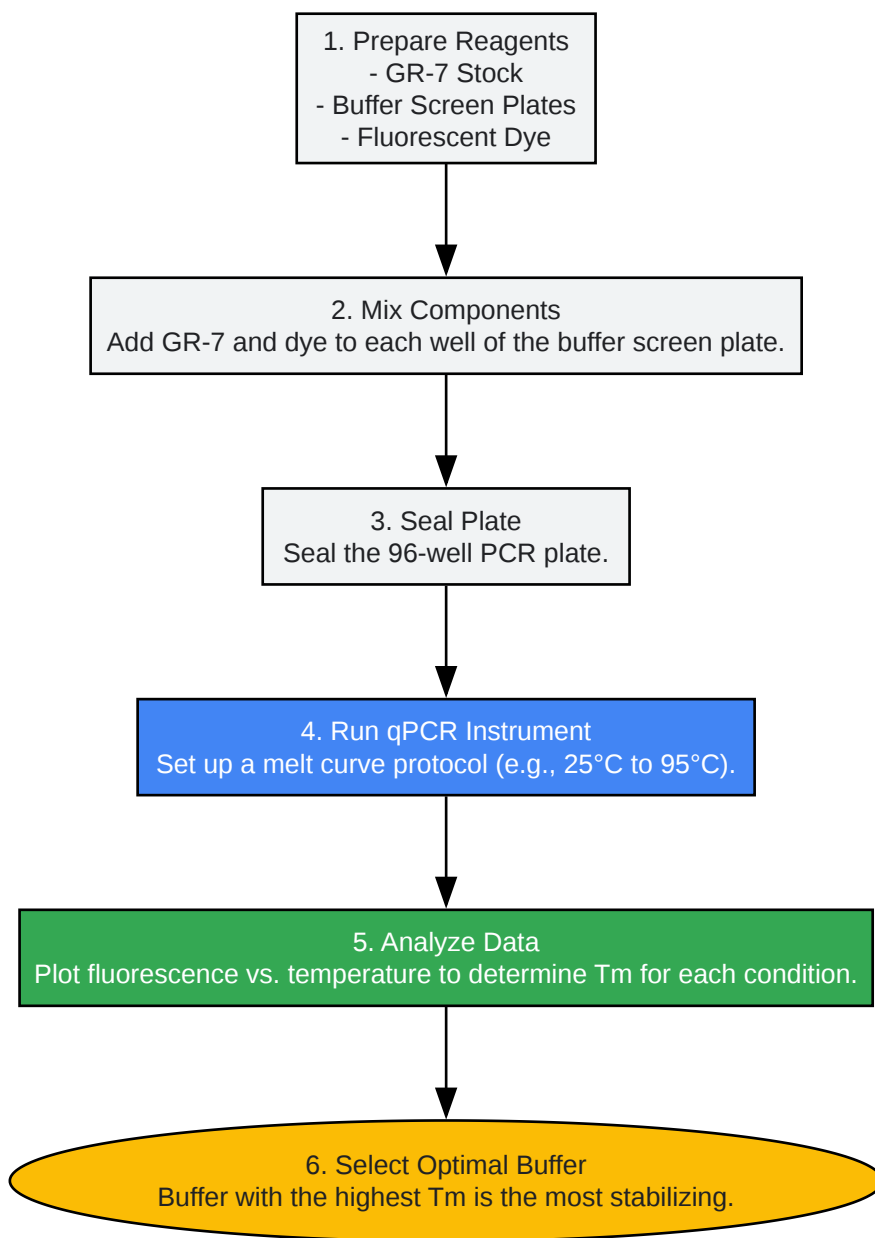 1. Prepare Reagents
- GR-7 Stock
- Buffer Screen Plates
- Fluorescent Dye
2. Mix Components
Add GR-7 and dye to each well of the buffer screen plate.
3. Seal Plate
Seal the 96-well PCR plate.
4. Run qPCR Instrument
Set up a melt curve protocol (e.g., 25°C to 95°C).
5. Analyze Data
Plot fluorescence vs. temperature to determine Tm for each condition.
6. Select Optimal Buffer
Buffer with the highest Tm is the most stabilizing.